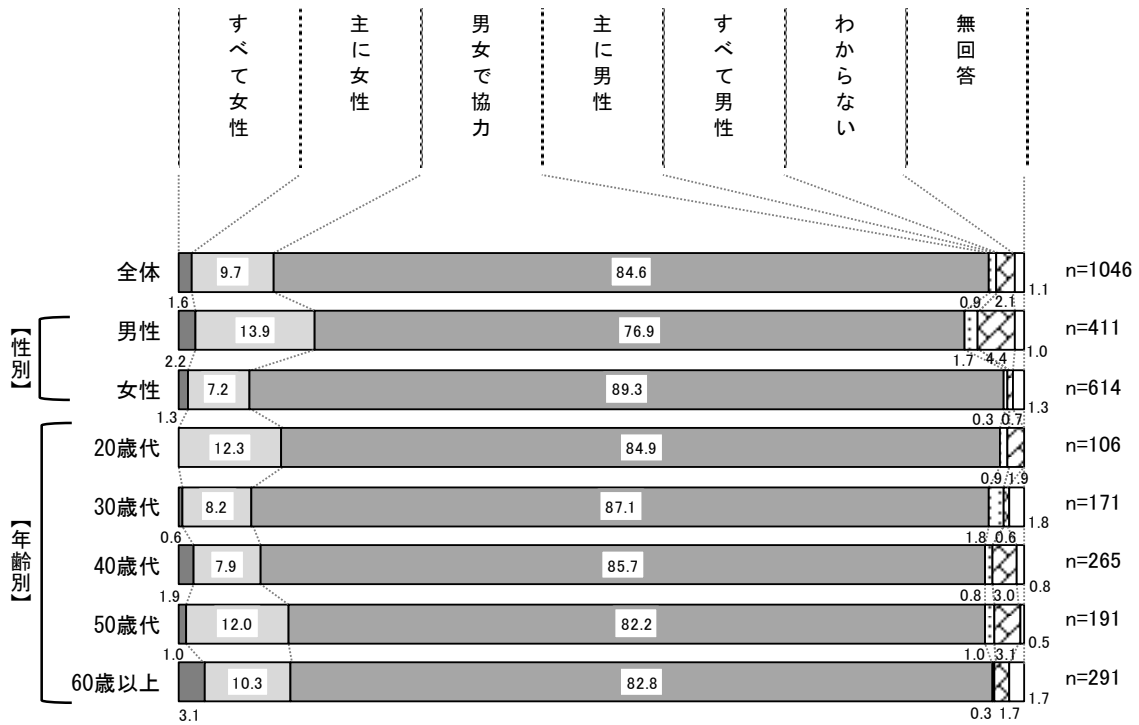 すべて女性
主に女性
男女で協力
主に男性
すべて男性
わからない
無回答
全体 9.7 84.6 n=1046
1.6 0.9 2.1 1.1
【性別】
男性 13.9 76.9 n=411
2.2 1.7 4.4 1.0
女性 7.2 89.3 n=614
1.3 0.3 0.7 1.3
【年齢別】
20歳代 12.3 84.9 n=106
0.9 1.9
30歳代 8.2 87.1 n=171
0.6 1.8 0.6 1.8
40歳代 7.9 85.7 n=265
1.9 0.8 3.0 0.8
50歳代 12.0 82.2 n=191
1.0 1.0 3.1 0.5
60歳以上 10.3 82.8 n=291
3.1 0.3 1.7 1.7